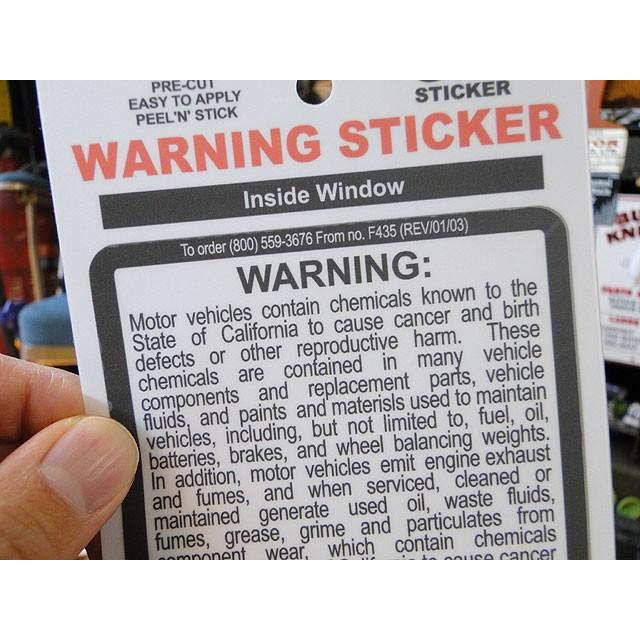 PRE-CUT
EASY TO APPLY
PEEL'N' STICK
STICKER
WARNING STICKER
Inside Window
To order (800) 559-3676 From no. F435 (REV/01/03)
WARNING:
Motor vehicles contain chemicals known to the
State of California to cause cancer and birth
defects or other reproductive harm. These
chemicals are contained in many vehicle
components and replacement parts, vehicle
fluids, and paints and materisls used to maintain
vehicles, including, but not limited to, fuel, oil,
batteries, brakes, and wheel balancing weights.
In addition, motor vehicles emit engine exhaust
and fumes, and when serviced, cleaned or
maintained generate used oil, waste fluids,
fumes, grease, grime and particulates from
component wear, which contain chemicals
to cause cancer